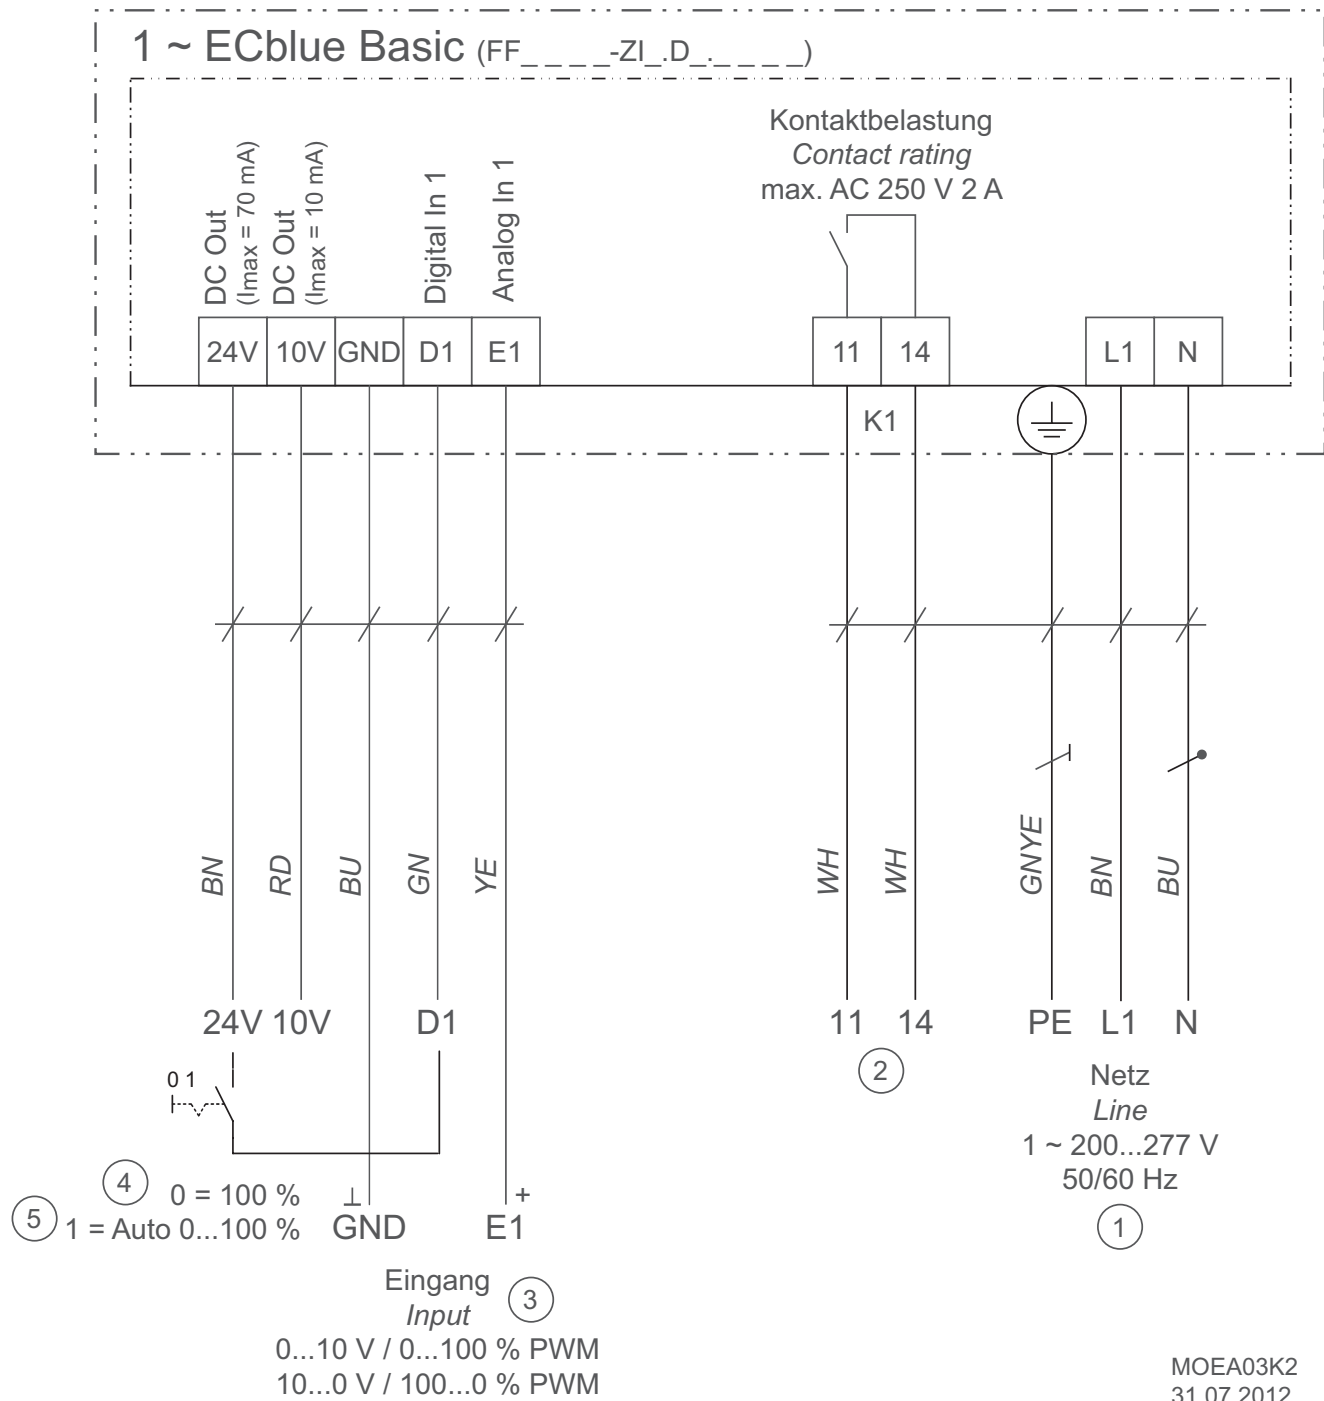 1 ~ ECblue Basic (FF_ _ _ _-ZI_.D_._ _ _ _)
Kontaktbelastung
Contact rating
max. AC 250 V 2 A
DC Out
(Imax = 70 mA)
DC Out
(Imax = 10 mA)
Digital In 1
Analog In 1
24V 10V GND D1 E1
11 14
L1 N
K1
BN RD BU GN YE
WH WH GNYE BN BU
24V 10V D1
11 14 PE L1 N
2
Netz
Line
1 ~ 200...277 V
50/60 Hz
1
0 1
4 0 = 100 %
5 1 = Auto 0...100 %
⊥ +
GND E1
Eingang
Input
3
0...10 V / 0...100 % PWM
10...0 V / 100...0 % PWM
MOEA03K2
31.07.2012